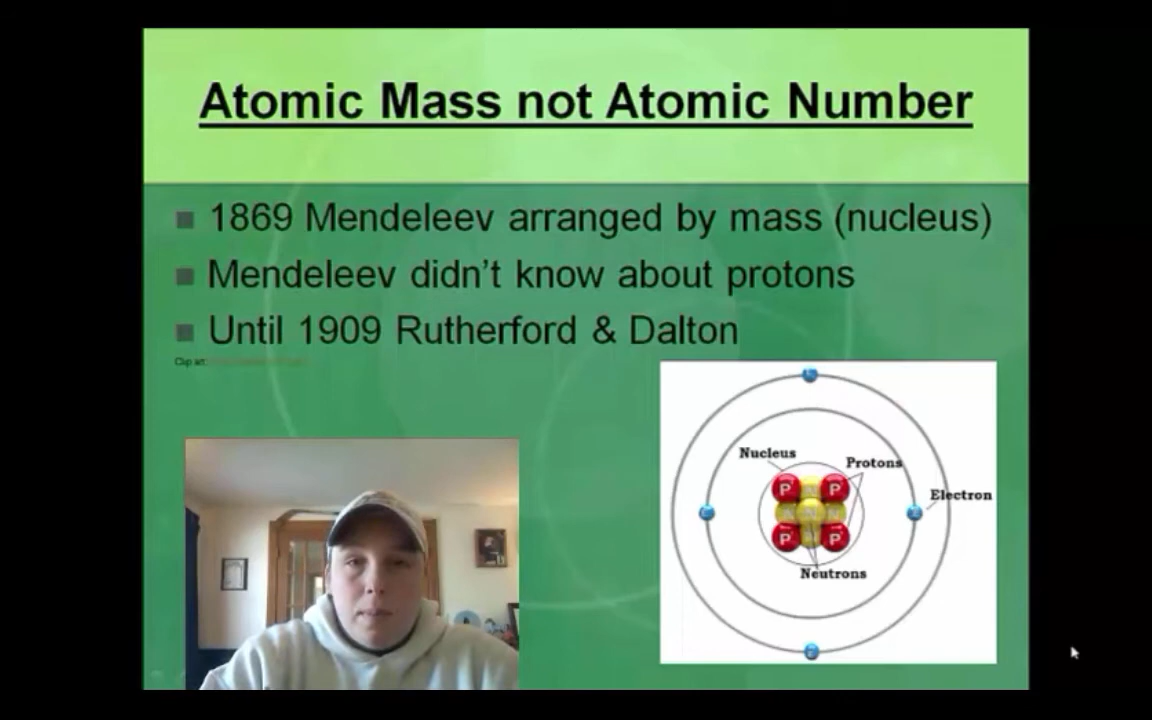 Atomic Mass not Atomic Number
1869 Mendeleev arranged by mass (nucleus)
Mendeleev didn't know about protons
Until 1909 Rutherford & Dalton
Clip art:
Nucleus
Protons
P N P
Electron
N N N
P P
Neutrons